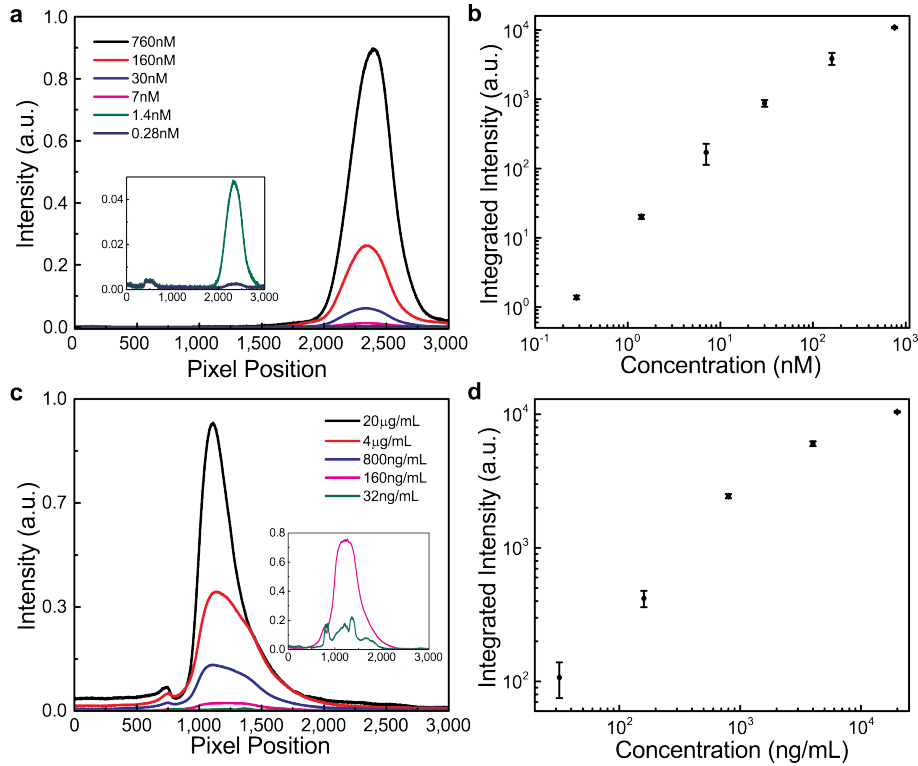 a
1.0
0.8
0.6
0.4
0.2
0.0
Intensity (a.u.)
760nM
160nM
30nM
7nM
1.4nM
0.28nM
0.04
0.02
0.00
0 1,000 2,000 3,000
0 500 1,000 1,500 2,000 2,500 3,000
Pixel Position
b
10⁴
10³
10²
10¹
10⁰
Integrated Intensity (a.u.)
10⁻¹ 10⁰ 10¹ 10² 10³
Concentration (nM)
c
1.0
0.7
0.3
0.0
Intensity (a.u.)
20µg/mL
4µg/mL
800ng/mL
160ng/mL
32ng/mL
0.8
0.6
0.4
0.2
0.0
0 1,000 2,000 3,000
0 500 1,000 1,500 2,000 2,500 3,000
Pixel Position
d
10⁴
10³
10²
Integrated Intensity (a.u.)
10² 10³ 10⁴
Concentration (ng/mL)